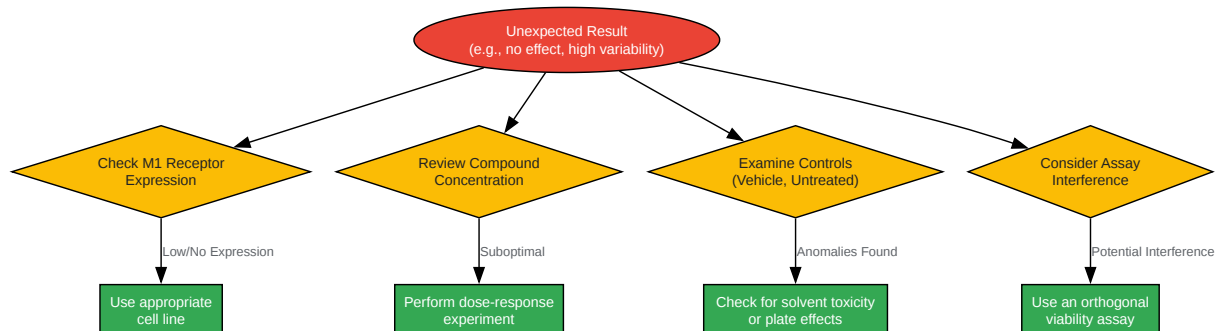 Unexpected Result
(e.g., no effect, high variability)
Check M1 Receptor
Expression
Review Compound
Concentration
Examine Controls
(Vehicle, Untreated)
Consider Assay
Interference
Low/No Expression
Suboptimal
Anomalies Found
Potential Interference
Use appropriate
cell line
Perform dose-response
experiment
Check for solvent toxicity
or plate effects
Use an orthogonal
viability assay